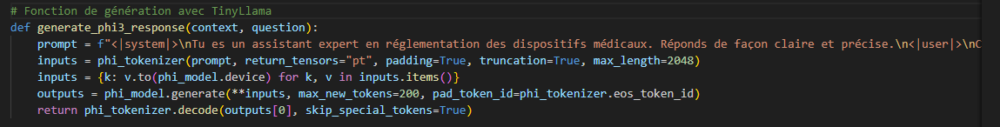 # Fonction de génération avec TinyLlama
def generate_phi3_response(context, question):
    prompt = f"<|system|>\nTu es un assistant expert en réglementation des dispositifs médicaux. Réponds de façon claire et précise.\n<|user|>\nC
    inputs = phi_tokenizer(prompt, return_tensors="pt", padding=True, truncation=True, max_length=2048)
    inputs = {k: v.to(phi_model.device) for k, v in inputs.items()}
    outputs = phi_model.generate(**inputs, max_new_tokens=200, pad_token_id=phi_tokenizer.eos_token_id)
    return phi_tokenizer.decode(outputs[0], skip_special_tokens=True)